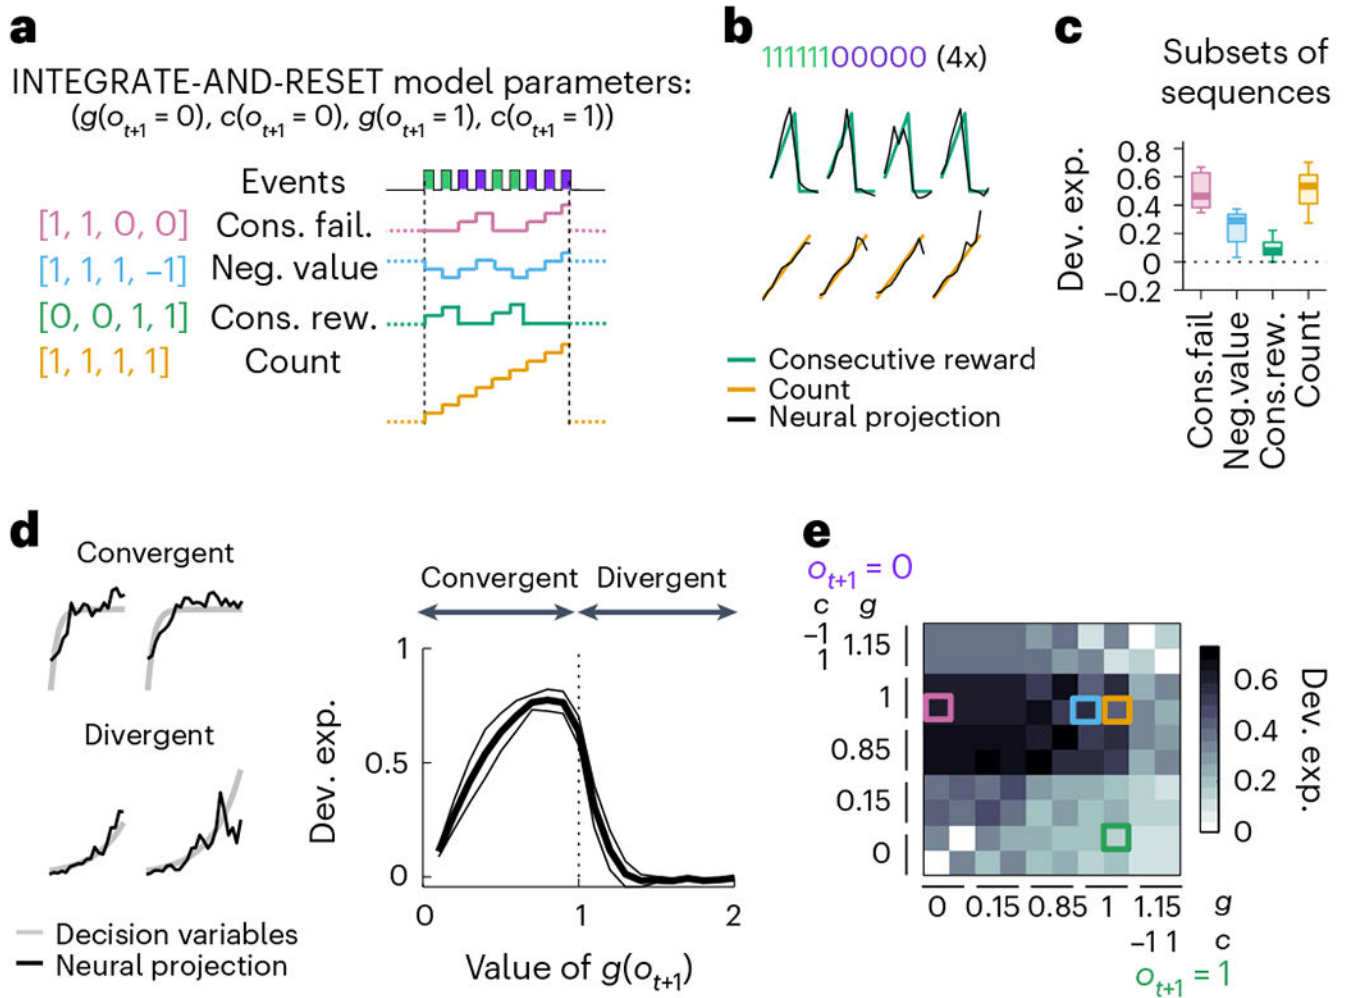 a
INTEGRATE-AND-RESET model parameters:
(g(oₜ₊₁ = 0), c(oₜ₊₁ = 0), g(oₜ₊₁ = 1), c(oₜ₊₁ = 1))
Events
[1, 1, 0, 0] Cons. fail.
[1, 1, 1, –1] Neg. value
[0, 0, 1, 1] Cons. rew.
[1, 1, 1, 1] Count
b
11111100000 (4x)
Consecutive reward
Count
Neural projection
c
Subsets of
sequences
Dev. exp.
0.8
0.6
0.4
0.2
0
–0.2
Cons.fail
Neg.value
Cons.rew.
Count
d
Convergent
Divergent
Decision variables
Neural projection
Convergent Divergent
Dev. exp.
1
0.5
0
0 1 2
Value of g(oₜ₊₁)
e
oₜ₊₁ = 0
c g
–1
1 1.15
1
0.85
0.15
0
0 0.15 0.85 1 1.15 g
–1 1 c
oₜ₊₁ = 1
0.6
0.4
0.2
0
Dev. exp.